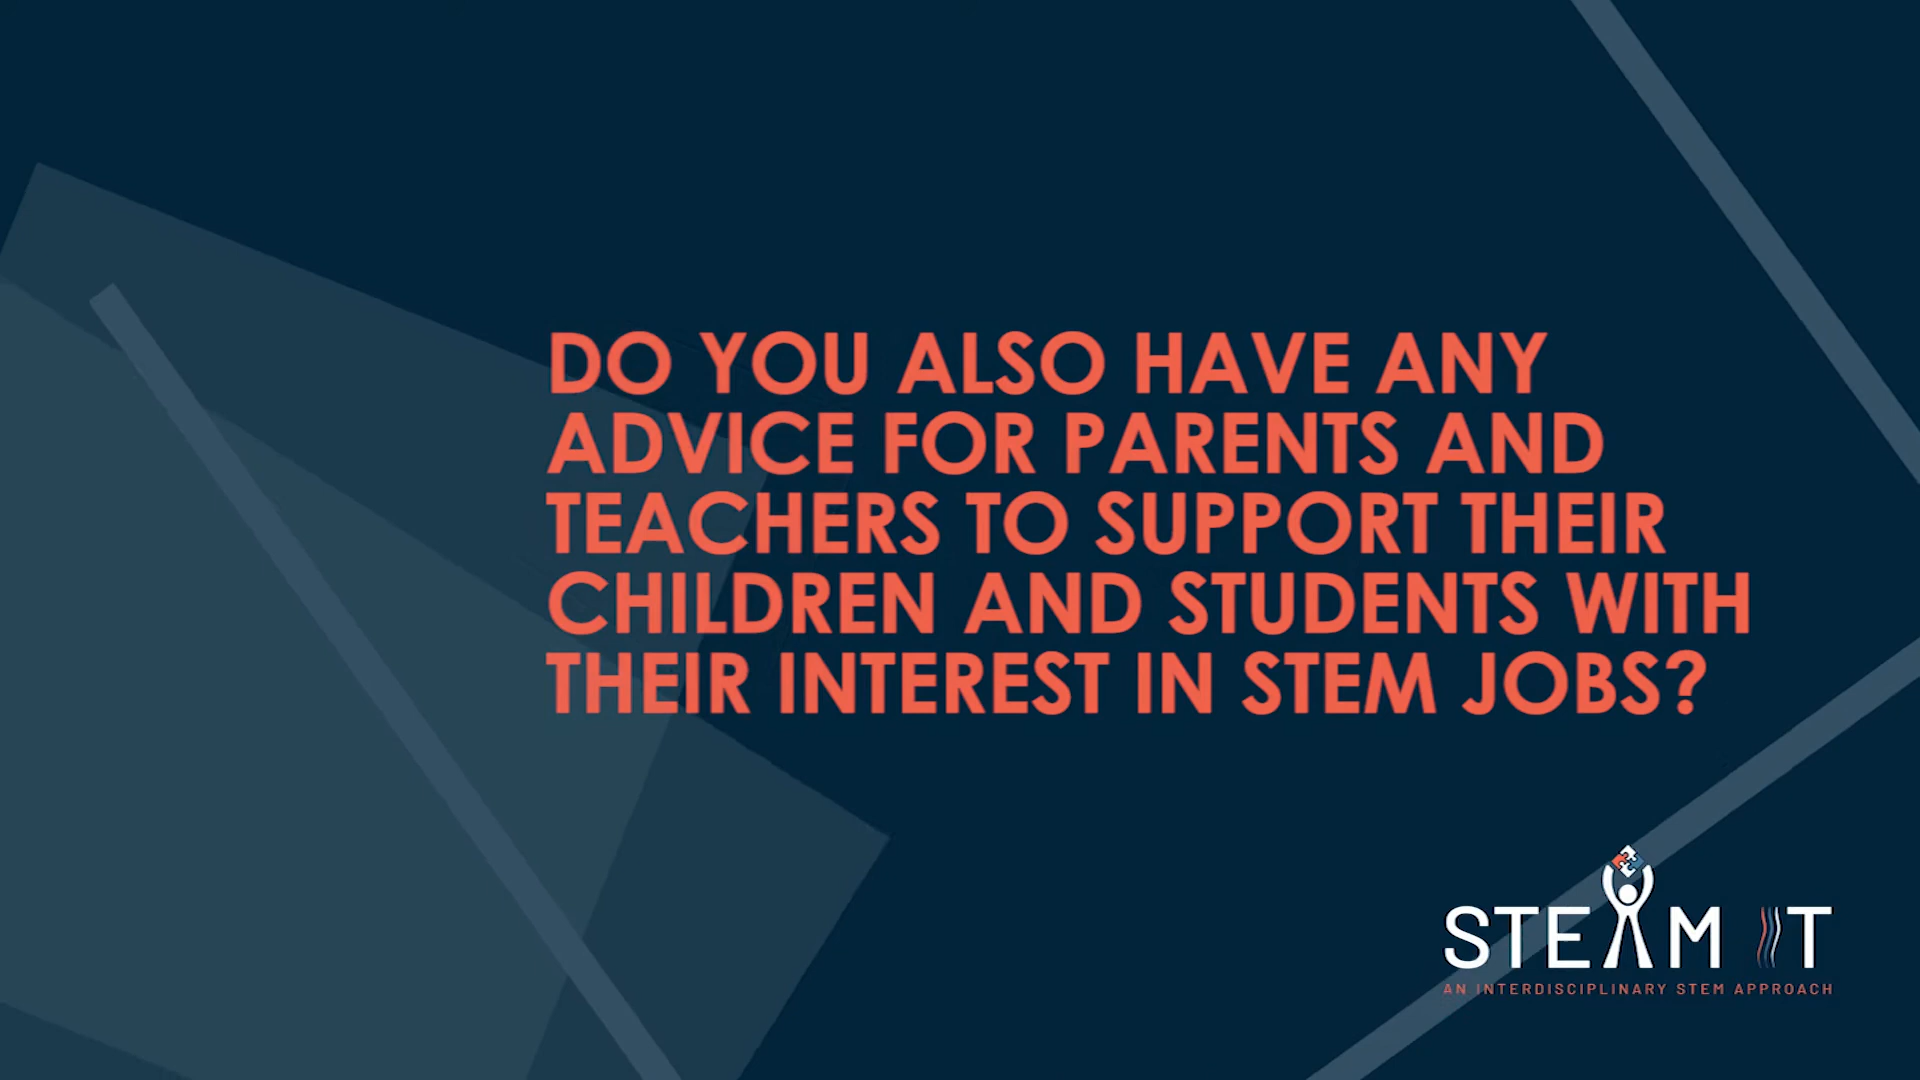 DO YOU ALSO HAVE ANY
ADVICE FOR PARENTS AND
TEACHERS TO SUPPORT THEIR
CHILDREN AND STUDENTS WITH
THEIR INTEREST IN STEM JOBS?
STEAM IT
AN INTERDISCIPLINARY STEM APPROACH